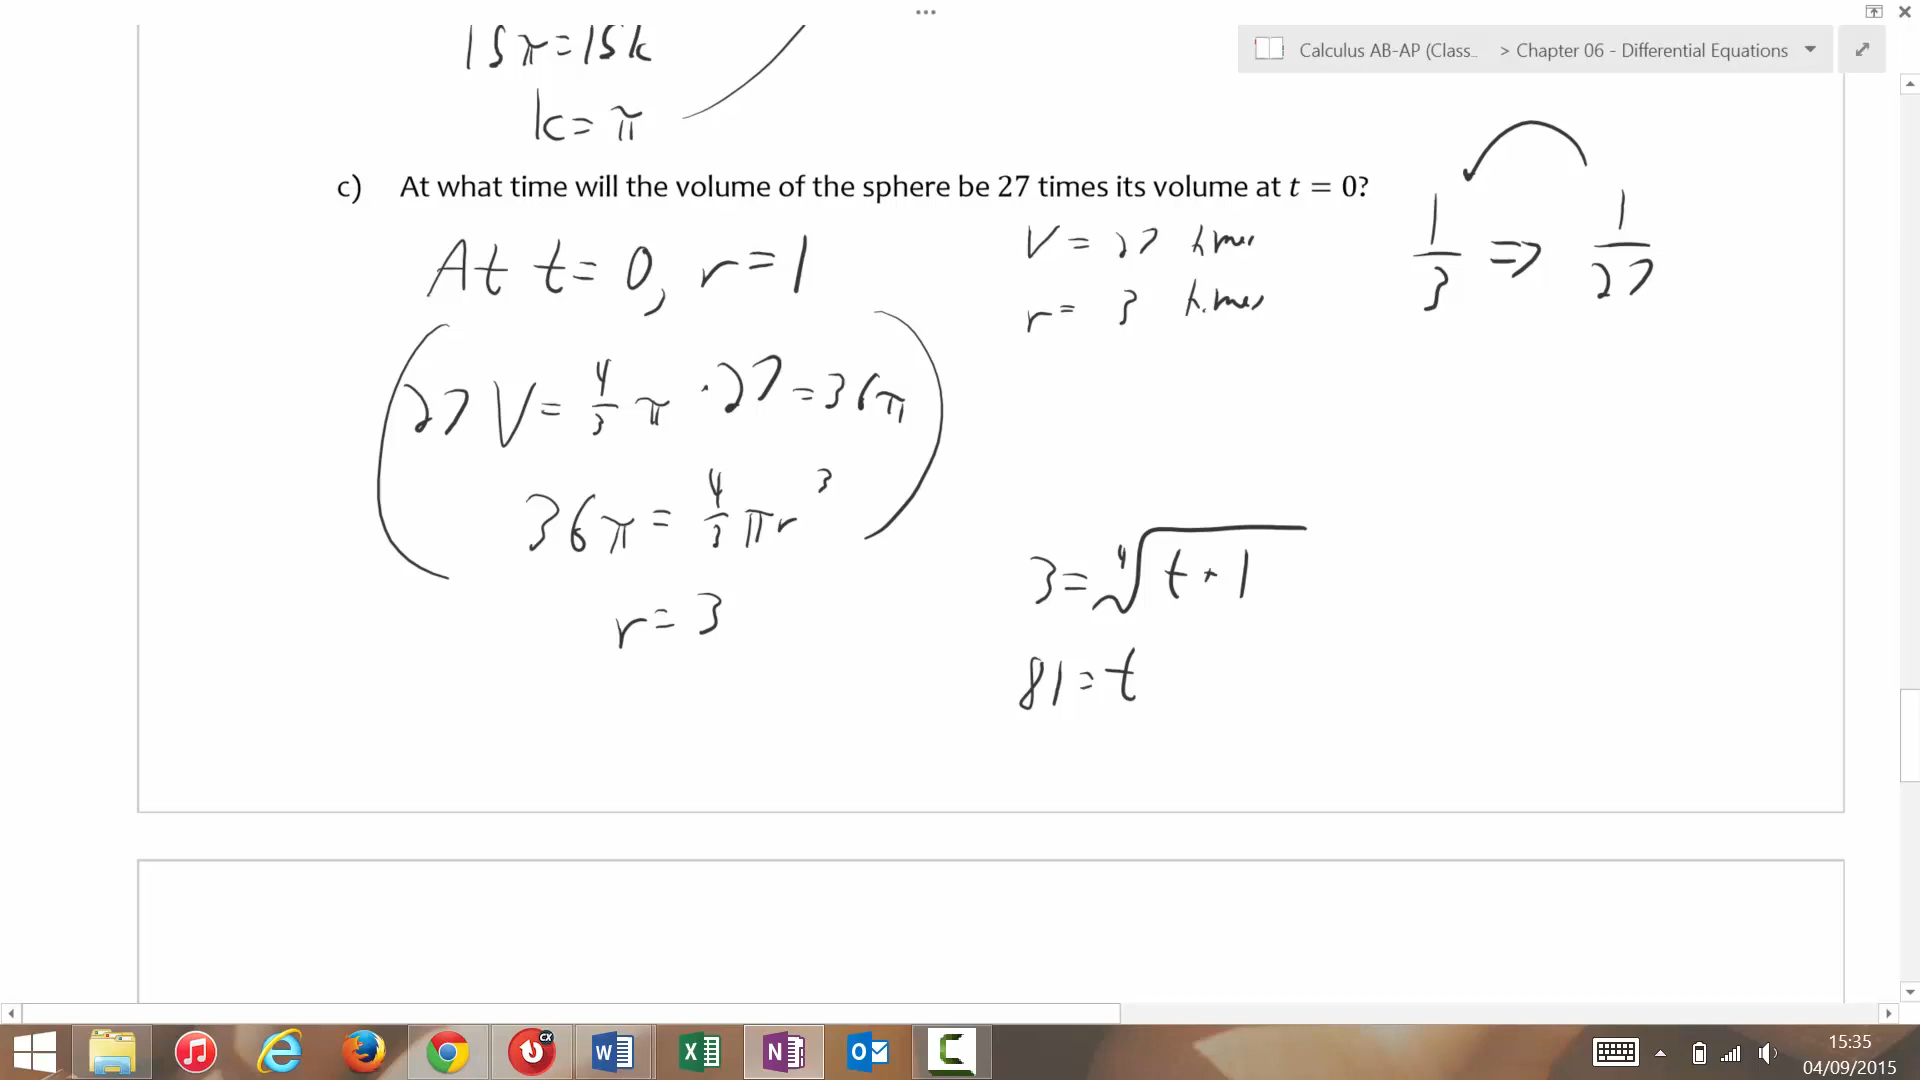 Calculus AB-AP (Class.. > Chapter 06 - Differential Equations
15π=15k
k=π
c) At what time will the volume of the sphere be 27 times its volume at t = 0?
At t=0, r=1
V = 27 times
r = 3 times
1/3 => 1/27
27 V = 4/3 π · 27 = 36π
36π = 4/3 πr³
r = 3
3 = ∜(t + 1)
81 = t
15:35
04/09/2015